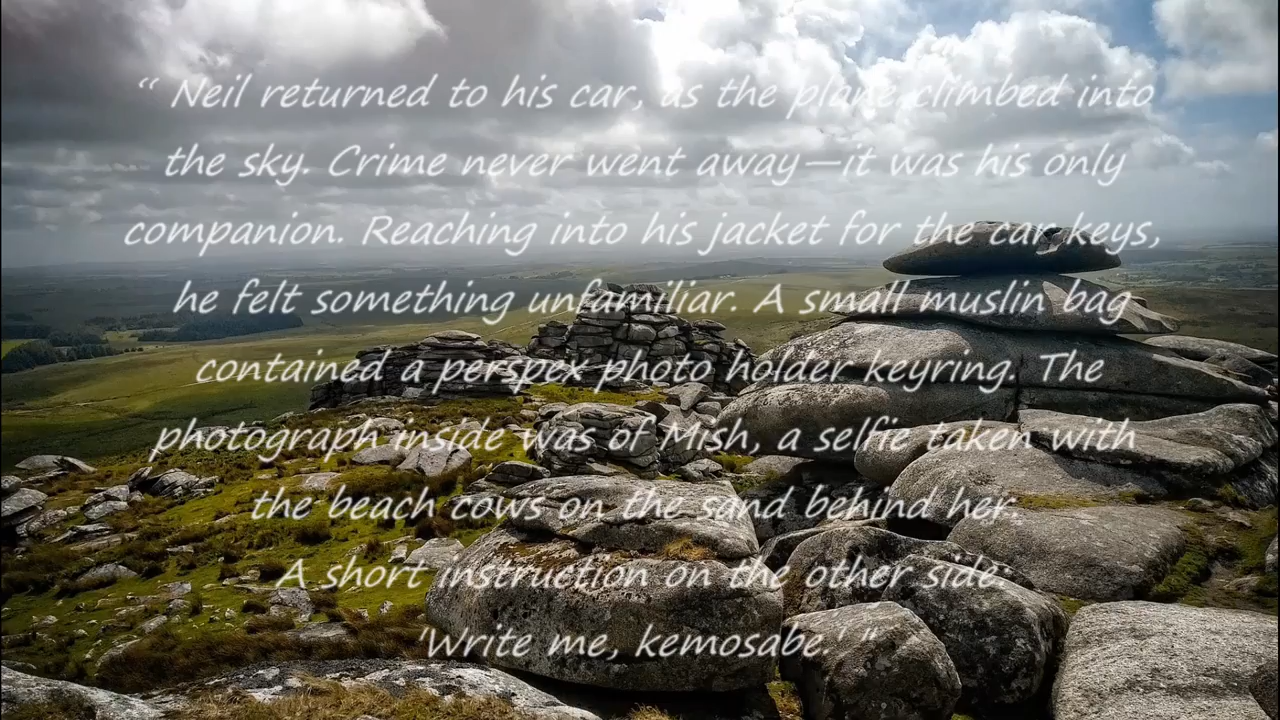 “ Neil returned to his car, as the plane climbed into
the sky. Crime never went away—it was his only
companion. Reaching into his jacket for the car keys,
he felt something unfamiliar. A small muslin bag
contained a perspex photo holder keyring. The
photograph inside was of Mish, a selfie taken with
the beach cows on the sand behind her.
A short instruction on the other side.
'Write me, kemosabe.' ”